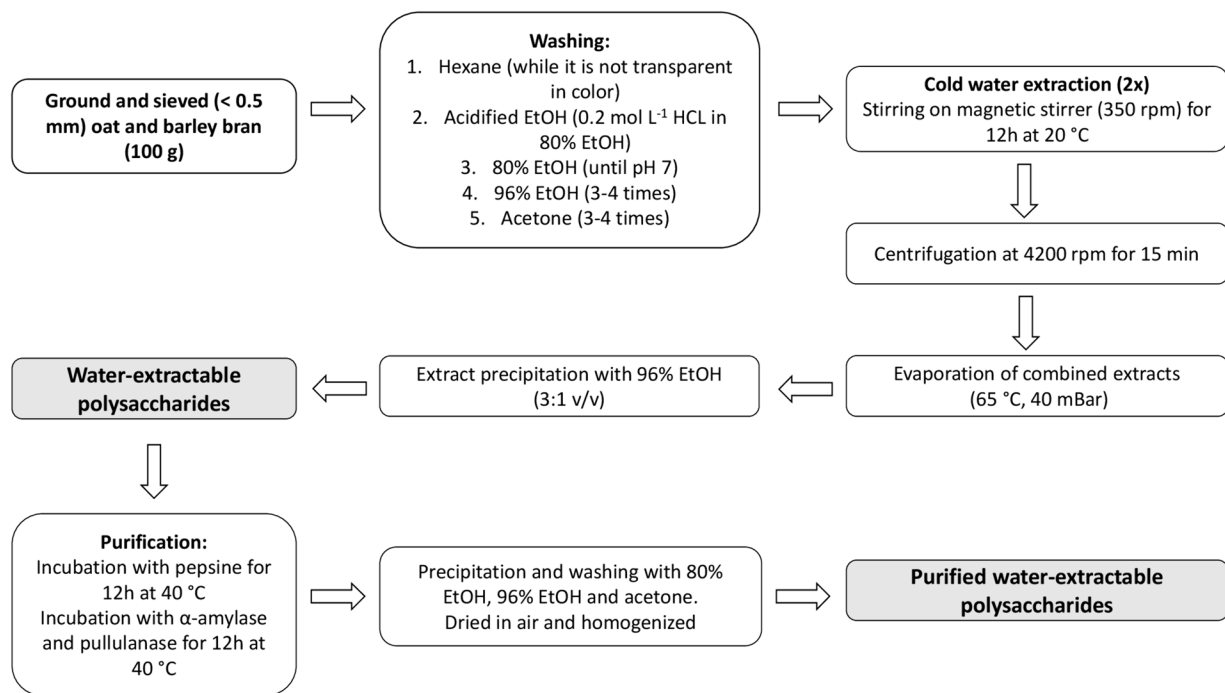 Ground and sieved (< 0.5
mm) oat and barley bran
(100 g)
Washing:
1. Hexane (while it is not transparent
in color)
2. Acidified EtOH (0.2 mol L⁻¹ HCL in
80% EtOH)
3. 80% EtOH (until pH 7)
4. 96% EtOH (3-4 times)
5. Acetone (3-4 times)
Cold water extraction (2x)
Stirring on magnetic stirrer (350 rpm) for
12h at 20 °C
Centrifugation at 4200 rpm for 15 min
Evaporation of combined extracts
(65 °C, 40 mBar)
Extract precipitation with 96% EtOH
(3:1 v/v)
Water-extractable
polysaccharides
Purification:
Incubation with pepsine for
12h at 40 °C
Incubation with α-amylase
and pullulanase for 12h at
40 °C
Precipitation and washing with 80%
EtOH, 96% EtOH and acetone.
Dried in air and homogenized
Purified water-extractable
polysaccharides